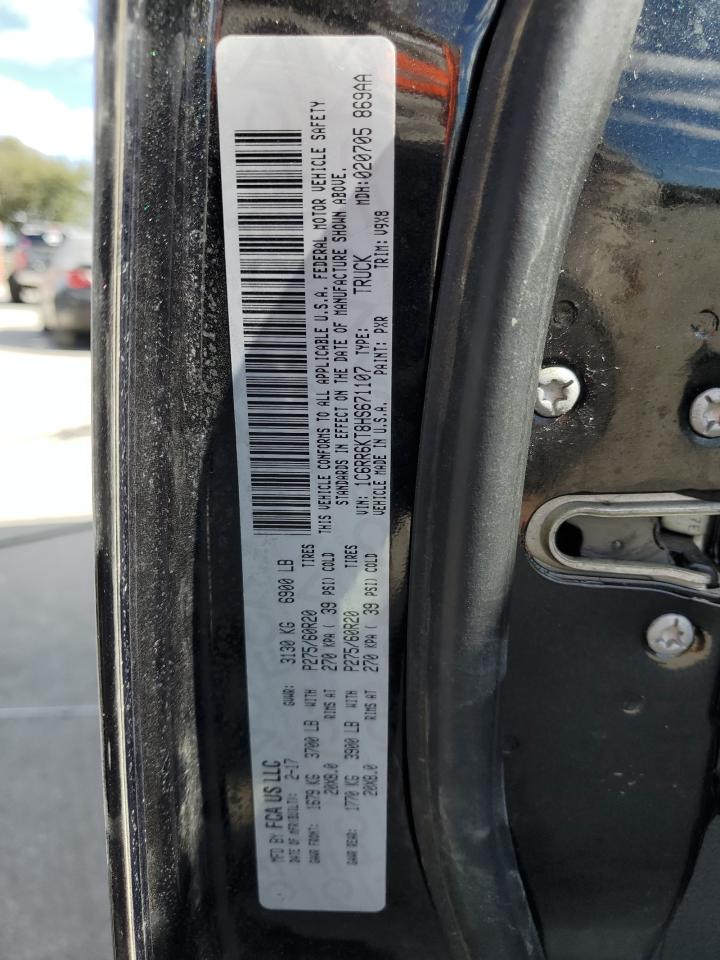 MFD BY FCA US LLC
DATE OF MFR(BUILT): 2-17 GVWR: 3130 KG 6900 LB
GAWR FRONT: 1679 KG 3700 LB WITH P275/60R20 TIRES
20X8.0 RIMS AT 270 KPA ( 39 PSI) COLD
GAWR REAR: 1770 KG 3900 LB WITH P275/60R20 TIRES
20X8.0 RIMS AT 270 KPA ( 39 PSI) COLD
THIS VEHICLE CONFORMS TO ALL APPLICABLE U.S.A. FEDERAL MOTOR VEHICLE SAFETY
STANDARDS IN EFFECT ON THE DATE OF MANUFACTURE SHOWN ABOVE.
VIN: 1C6RR6KT8HS671107 TYPE: TRUCK MDH:020705 869AA
VEHICLE MADE IN U.S.A. PAINT: PXR TRIM: V9X8